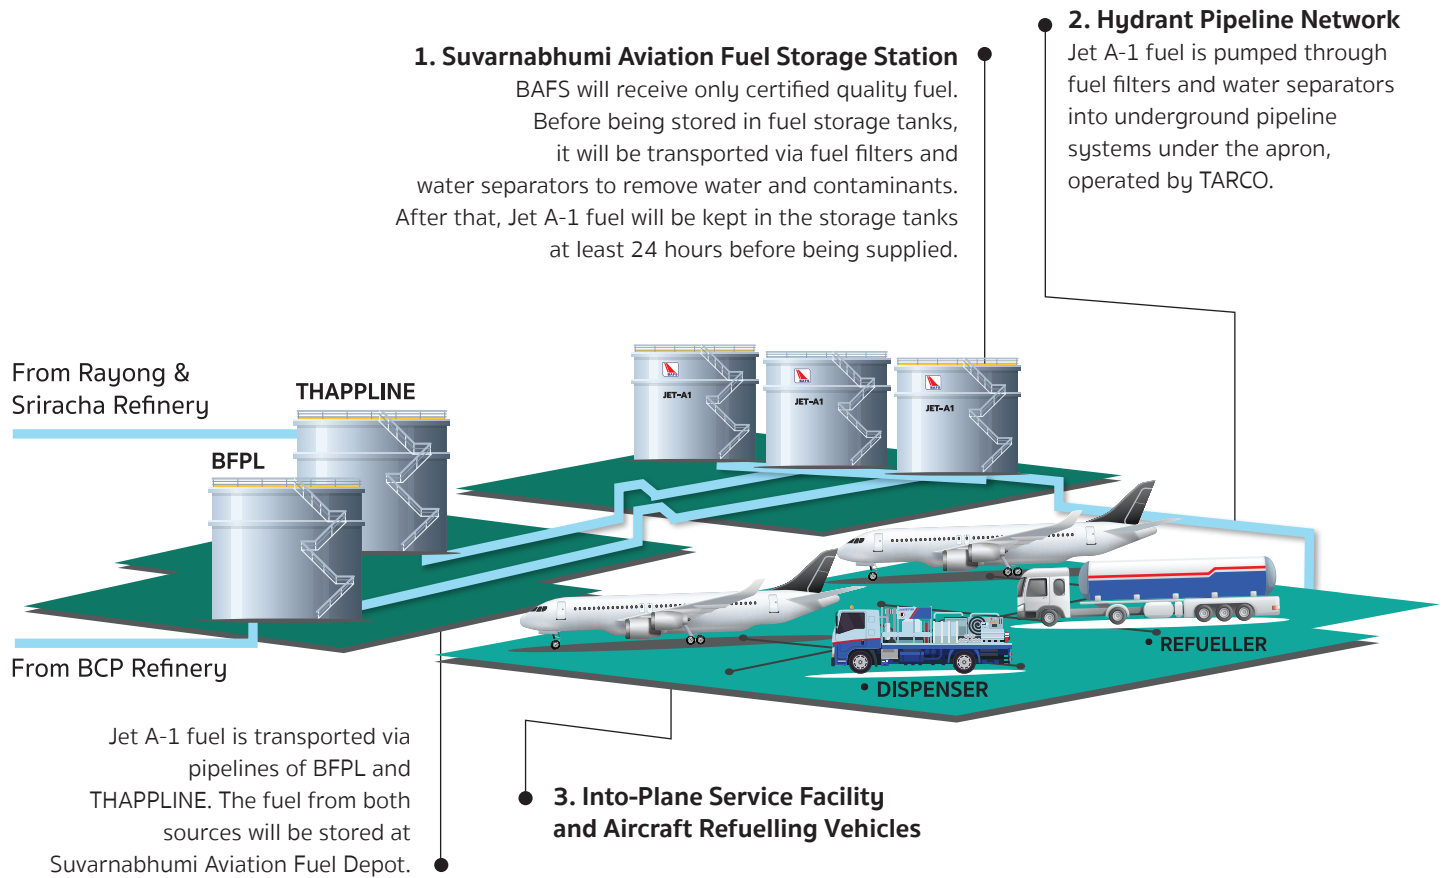 1. Suvarnabhumi Aviation Fuel Storage Station
BAFS will receive only certified quality fuel.
Before being stored in fuel storage tanks,
it will be transported via fuel filters and
water separators to remove water and contaminants.
After that, Jet A-1 fuel will be kept in the storage tanks
at least 24 hours before being supplied.
2. Hydrant Pipeline Network
Jet A-1 fuel is pumped through
fuel filters and water separators
into underground pipeline
systems under the apron,
operated by TARCO.
From Rayong &
Sriracha Refinery
THAPPLINE
BFPL
BAFS
JET-A1
BAFS
JET-A1
BAFS
JET-A1
From BCP Refinery
REFUELLER
DISPENSER
Jet A-1 fuel is transported via
pipelines of BFPL and
THAPPLINE. The fuel from both
sources will be stored at
Suvarnabhumi Aviation Fuel Depot.
3. Into-Plane Service Facility
and Aircraft Refuelling Vehicles